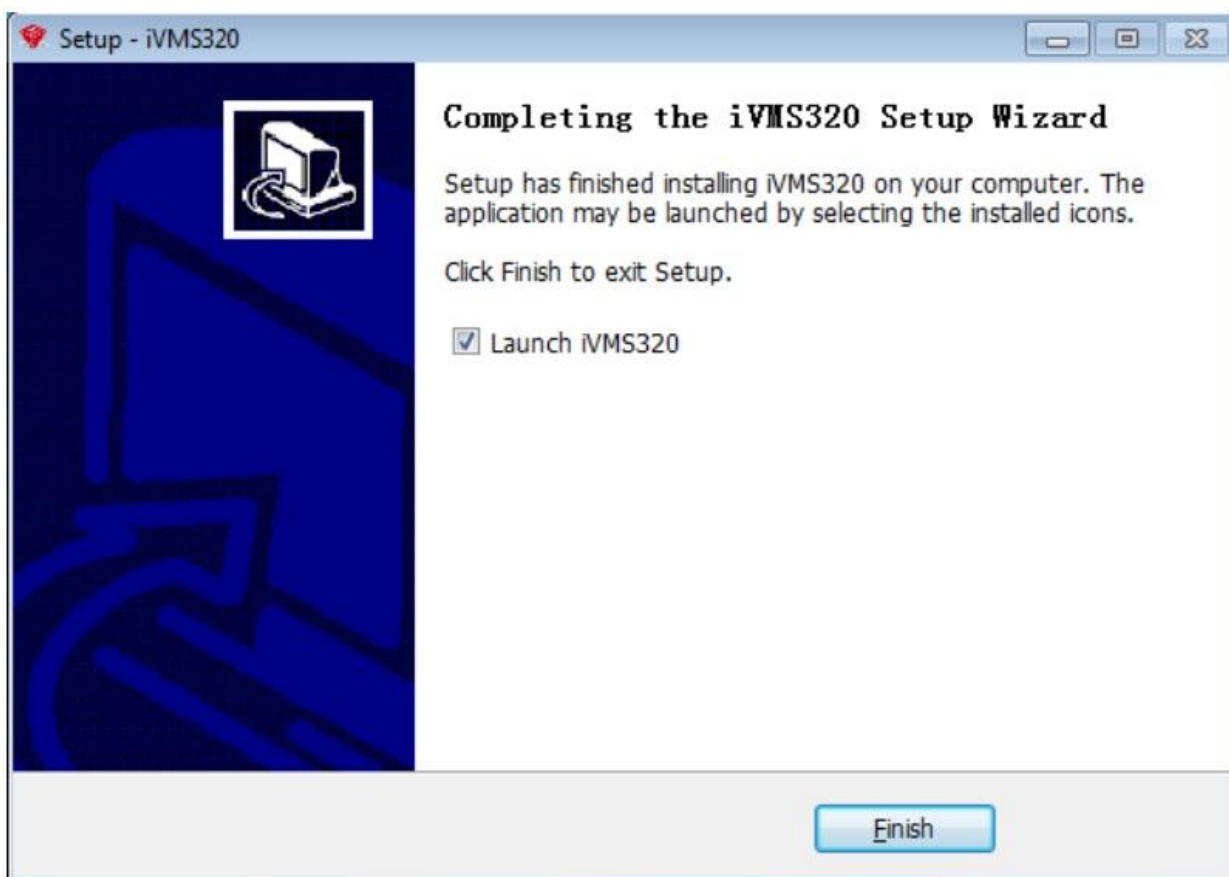 Setup - iVMS320
Completing the iVMS320 Setup Wizard
Setup has finished installing iVMS320 on your computer. The
application may be launched by selecting the installed icons.
Click Finish to exit Setup.
Launch iVMS320
Finish